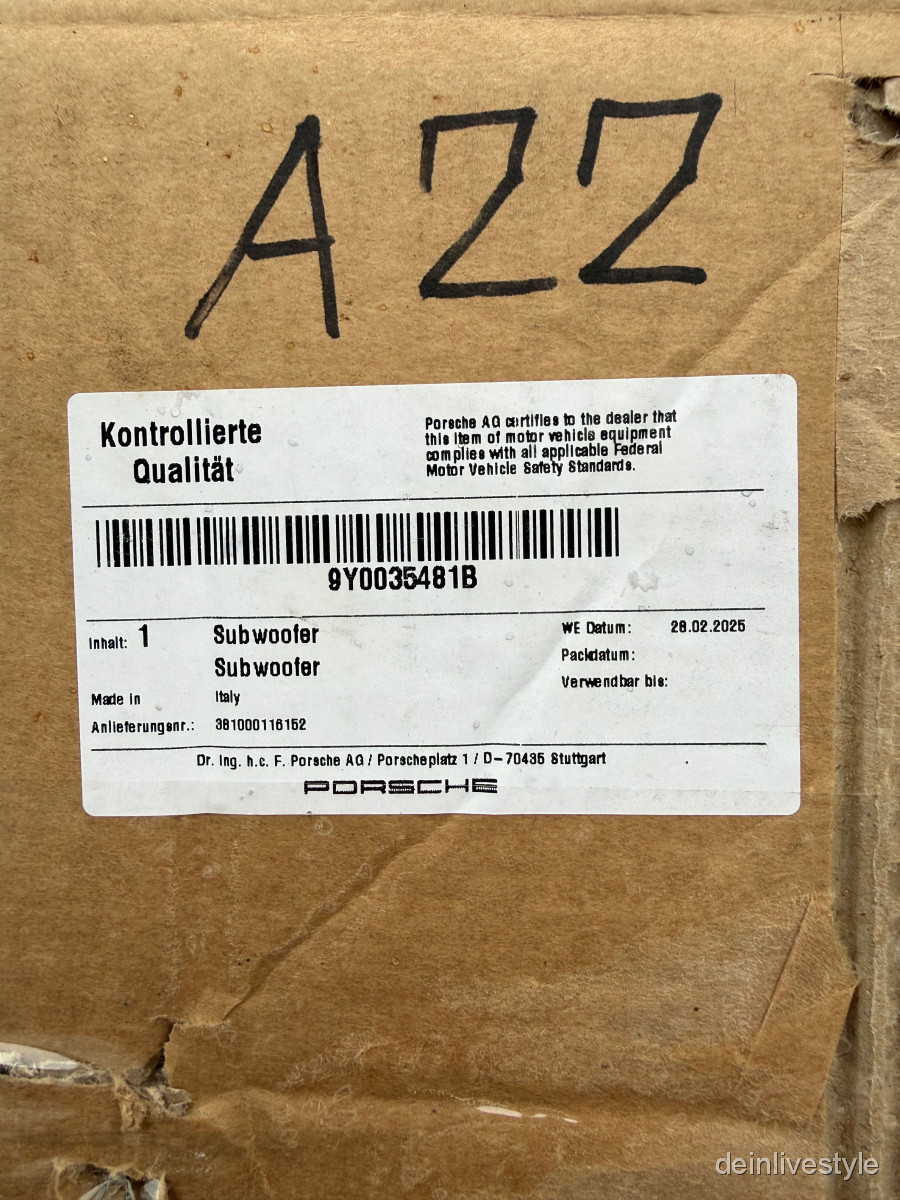 A22
Kontrollierte
Qualität
Porsche AG certifies to the dealer that
this item of motor vehicle equipment
complies with all applicable Federal
Motor Vehicle Safety Standards.
9Y0035481B
Inhalt: 1 Subwoofer
Subwoofer
WE Datum: 28.02.2025
Packdatum:
Verwendbar bis:
Made in Italy
Anlieferungsnr.: 381000116152
Dr. Ing. h.c. F. Porsche AG / Porscheplatz 1 / D-70435 Stuttgart
PORSCHE
deinlivestyle